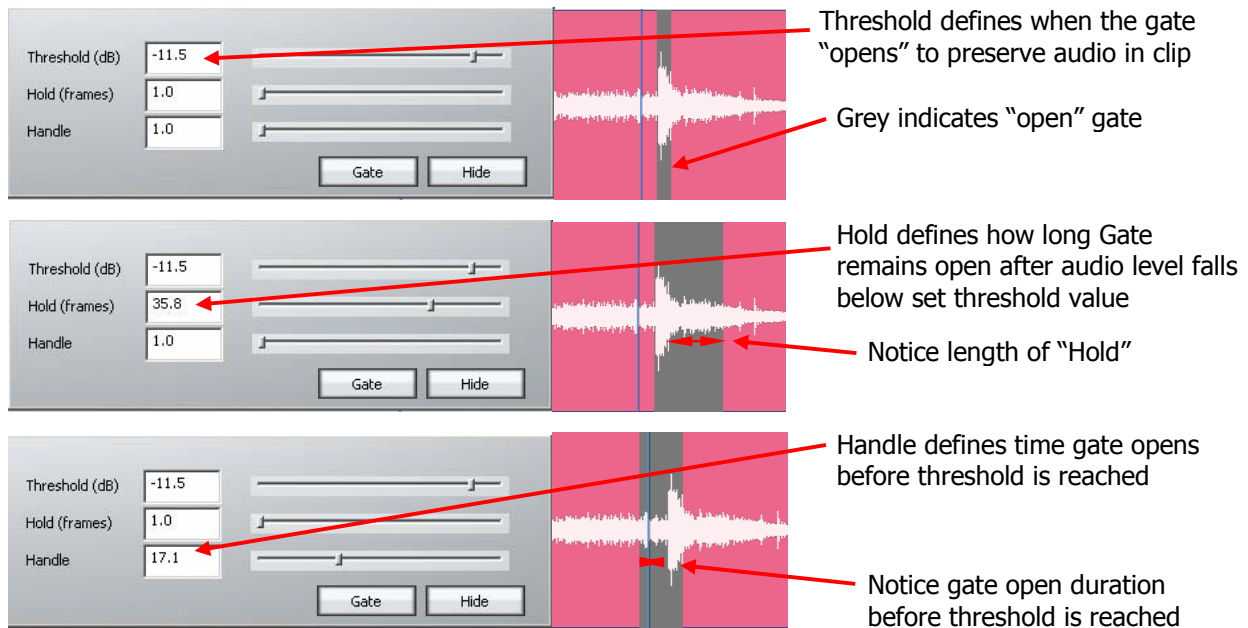 Threshold (dB) -11.5
Hold (frames) 1.0
Handle 1.0
Gate Hide
Threshold defines when the gate
“opens” to preserve audio in clip
Grey indicates “open” gate
Threshold (dB) -11.5
Hold (frames) 35.8
Handle 1.0
Gate Hide
Hold defines how long Gate
remains open after audio level falls
below set threshold value
Notice length of “Hold”
Threshold (dB) -11.5
Hold (frames) 1.0
Handle 17.1
Gate Hide
Handle defines time gate opens
before threshold is reached
Notice gate open duration
before threshold is reached